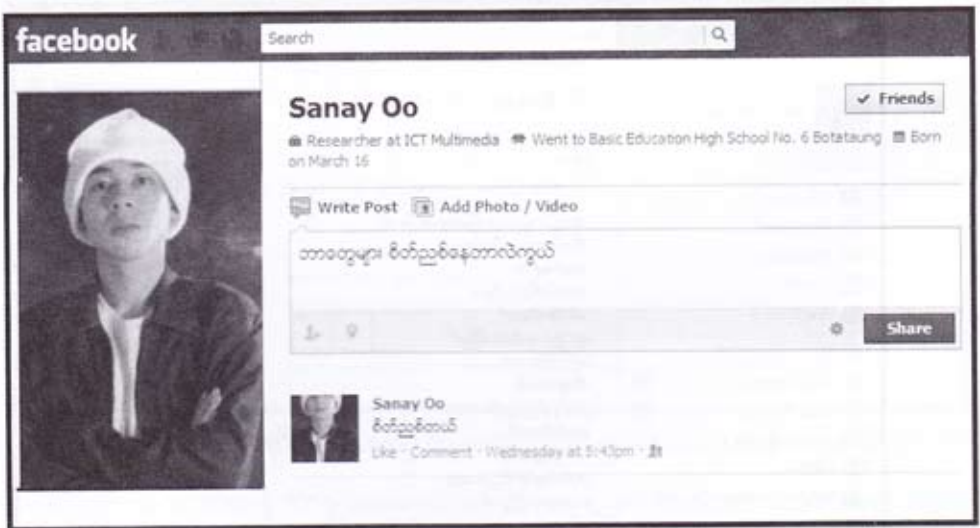 facebook
Search
Sanay Oo
✔ Friends
Researcher at ICT Multimedia Went to Basic Education High School No. 6 Botataung Born
on March 16
Write Post Add Photo / Video
ဘာတွေများ စိတ်ညစ်နေတာလဲကွယ်
Share
Sanay Oo
စိတ်ညစ်တယ်
Like · Comment · Wednesday at 5:43pm ·